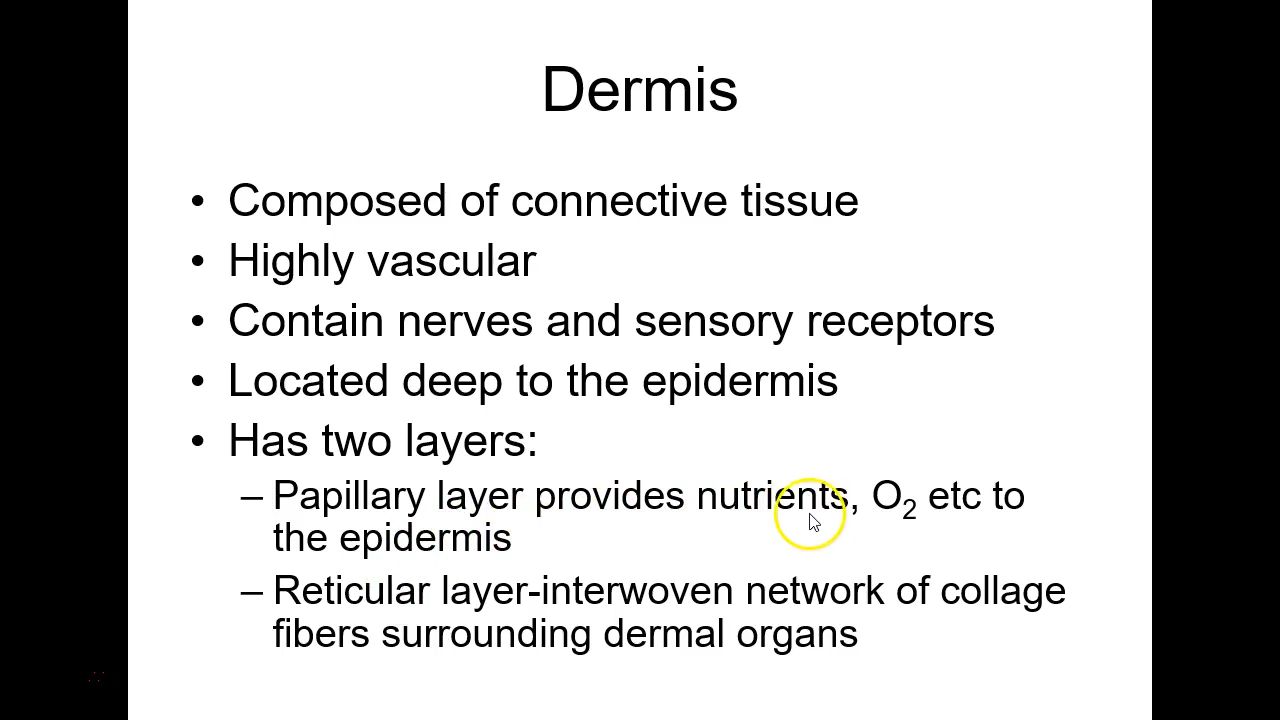 Dermis
• Composed of connective tissue
• Highly vascular
• Contain nerves and sensory receptors
• Located deep to the epidermis
• Has two layers:
– Papillary layer provides nutrients, O₂ etc to
the epidermis
– Reticular layer-interwoven network of collage
fibers surrounding dermal organs